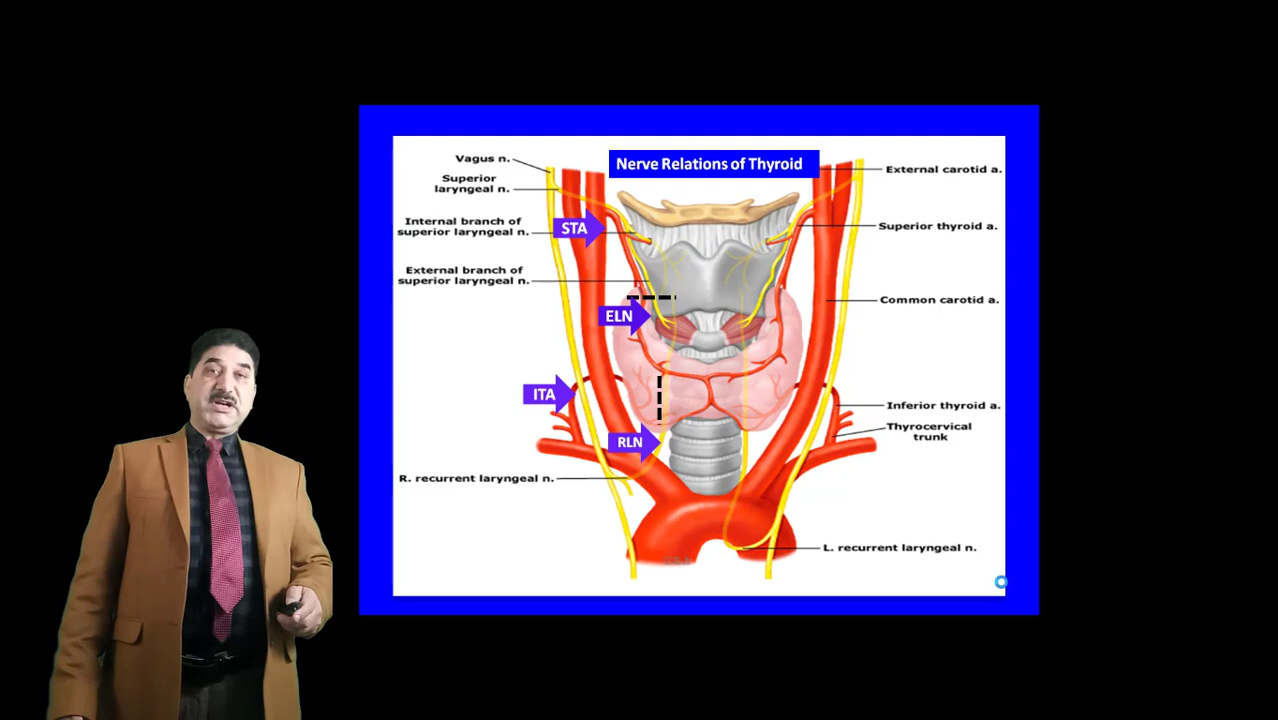 Nerve Relations of Thyroid
Vagus n.
Superior
laryngeal n.
Internal branch of
superior laryngeal n.
External branch of
superior laryngeal n.
R. recurrent laryngeal n.
STA
ELN
ITA
RLN
External carotid a.
Superior thyroid a.
Common carotid a.
Inferior thyroid a.
Thyrocervical
trunk
L. recurrent laryngeal n.